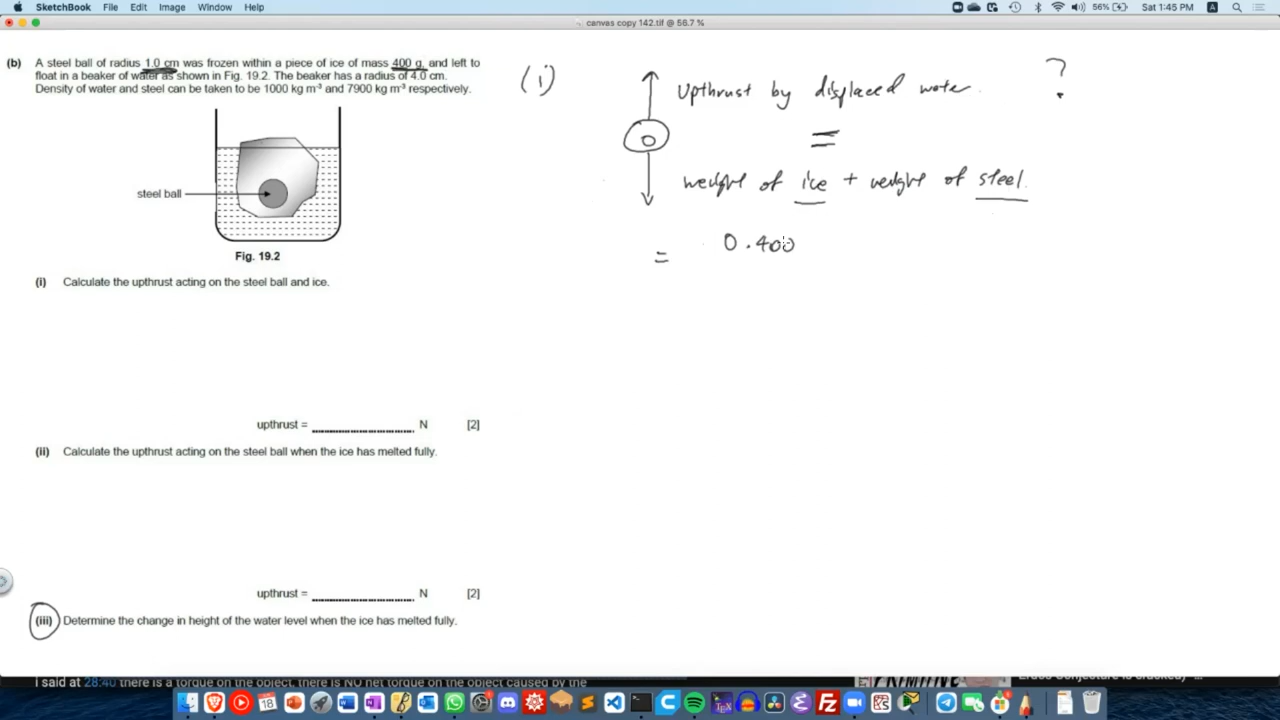 SketchBook File Edit Image Window Help 56% Sat 1:45 PM
canvas copy 142.tif @ 56.7 %
(b) A steel ball of radius 1.0 cm was frozen within a piece of ice of mass 400 g, and left to
float in a beaker of water as shown in Fig. 19.2. The beaker has a radius of 4.0 cm.
Density of water and steel can be taken to be 1000 kg m⁻³ and 7900 kg m⁻³ respectively.
steel ball
Fig. 19.2
(i) Calculate the upthrust acting on the steel ball and ice.
upthrust = ............................ N [2]
(ii) Calculate the upthrust acting on the steel ball when the ice has melted fully.
upthrust = ............................ N [2]
(iii) Determine the change in height of the water level when the ice has melted fully.
(i) Upthrust by displaced water. ?
=
weight of ice + weight of steel.
= 0.400
I said at 28:40 there is a torque on the object, there is NO net torque on the object caused by the